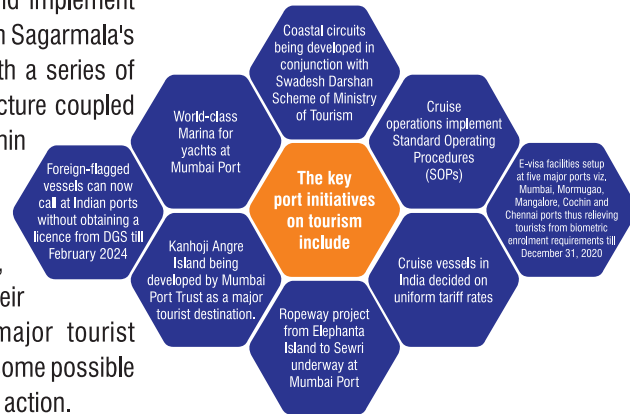 nd implement
n Sagarmala's
th a series of
cture coupled
hin
,
eir
major tourist
ome possible
action.
Coastal circuits
being developed in
conjunction with
Swadesh Darshan
Scheme of Ministry
of Tourism
World-class
Marina for
yachts at
Mumbai Port
Cruise
operations implement
Standard Operating
Procedures
(SOPs)
Foreign-flagged
vessels can now
call at Indian ports
without obtaining a
licence from DGS till
February 2024
The key
port initiatives
on tourism
include
E-visa facilities setup
at five major ports viz,
Mumbai, Mormugao,
Mangalore, Cochin and
Chennai ports thus relieving
tourists from biometric
enrolment requirements till
December 31, 2020
Kanhoji Angre
Island being
developed by Mumbai
Port Trust as a major
tourist destination.
Cruise vessels in
India decided on
uniform tariff rates
Ropeway project
from Elephanta
Island to Sewri
underway at
Mumbai Port